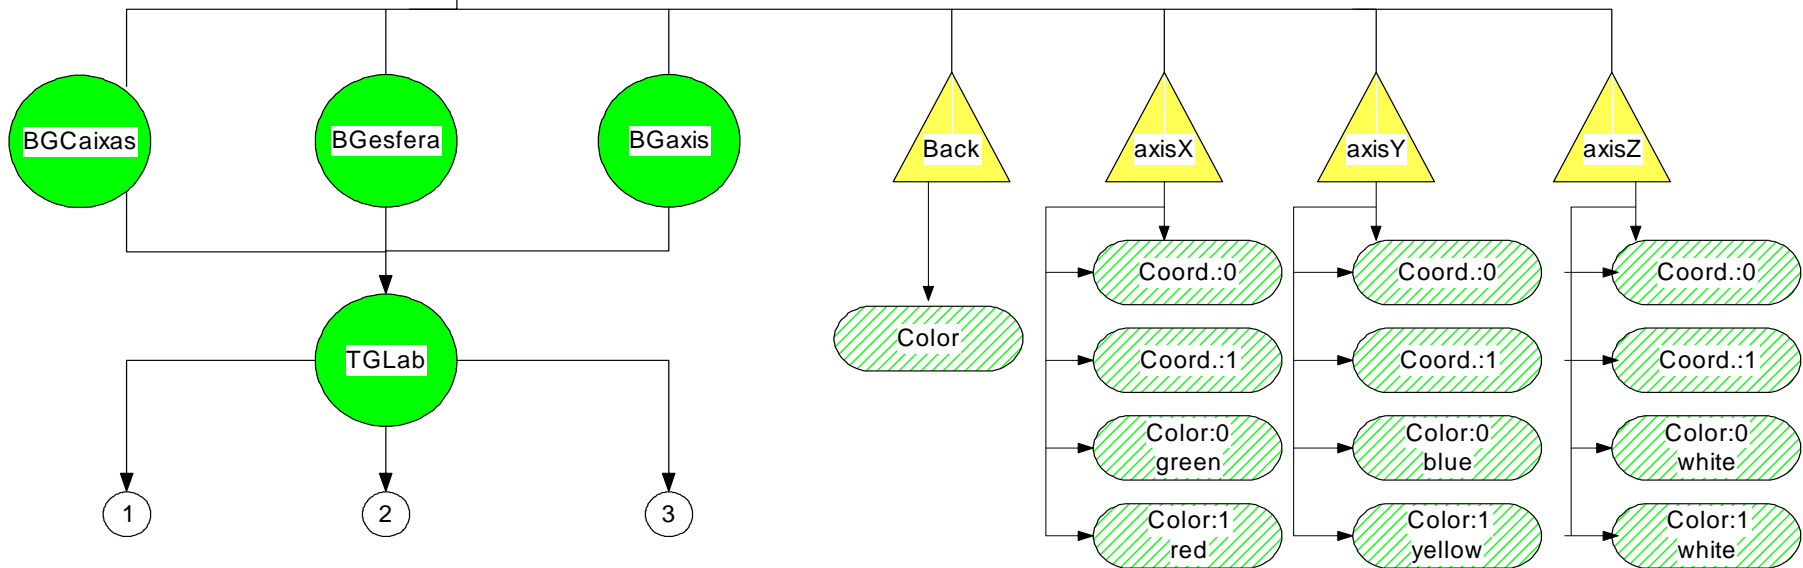 BGCaixas
BGesfera
BGaxis
Back
axisX
axisY
axisZ
Coord.:0
Coord.:0
Coord.:0
Color
TGLab
Coord.:1
Coord.:1
Coord.:1
Color:0
green
Color:0
blue
Color:0
white
1
2
3
Color:1
red
Color:1
yellow
Color:1
white